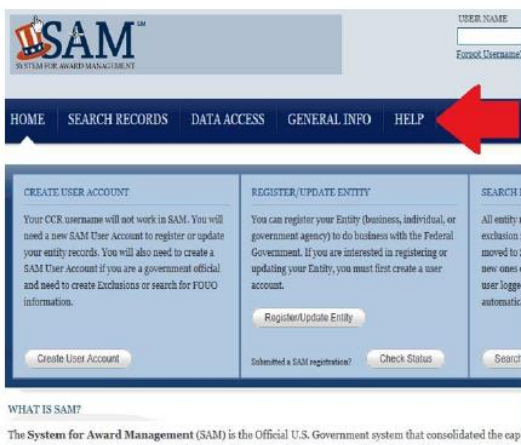 SAM SM
SYSTEM FOR AWARD MANAGEMENT
USER NAME
Forgot Username?
HOME SEARCH RECORDS DATA ACCESS GENERAL INFO HELP
CREATE USER ACCOUNT
Your CCR username will not work in SAM. You will
need a new SAM User Account to register or update
your entity records. You will also need to create a
SAM User Account if you are a government official
and need to create Exclusions or search for FOUO
information.
Create User Account
REGISTER/UPDATE ENTITY
You can register your Entity (business, individual, or
government agency) to do business with the Federal
Government. If you are interested in registering or
updating your Entity, you must first create a user
account.
Register/Update Entity
Submitted a SAM registration? Check Status
SEARCH
All entity
exclusion
moved to
new ones
user logge
automatic
Search
WHAT IS SAM?
The System for Award Management (SAM) is the Official U.S. Government system that consolidated the cap